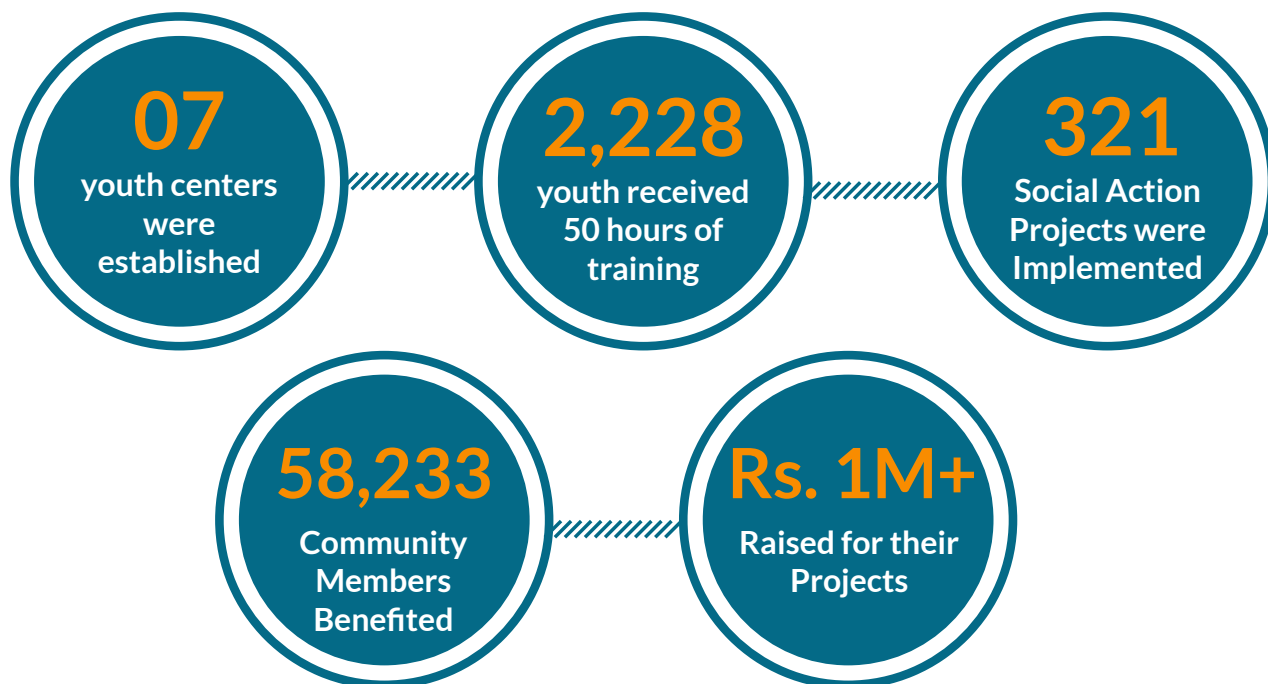 07
youth centers
were
established
2,228
youth received
50 hours of
training
321
Social Action
Projects were
Implemented
58,233
Community
Members
Benefited
Rs. 1M+
Raised for their
Projects